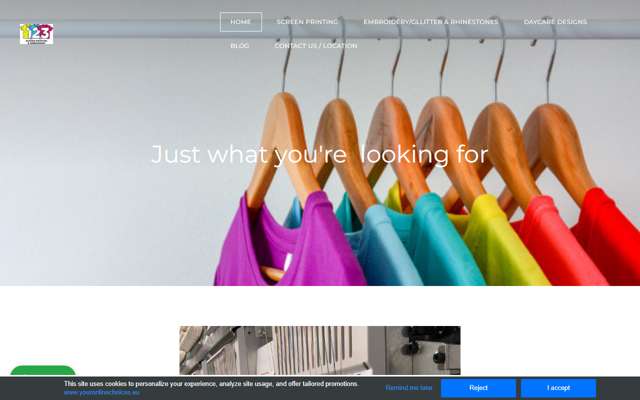 123
HOME
SCREEN PRINTING
EMBROIDERY/GLLITTER & RHINESTONES
DAYCARE DESIGNS
BLOG
CONTACT US / LOCATION
Just what you're looking for
This site uses cookies to personalize your experience, analyze site usage, and offer tailored promotions.
www.youronlinechoices.eu
Remind me later
Reject
I accept